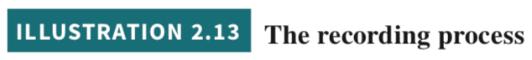 ILLUSTRATION 2.13 The recording process